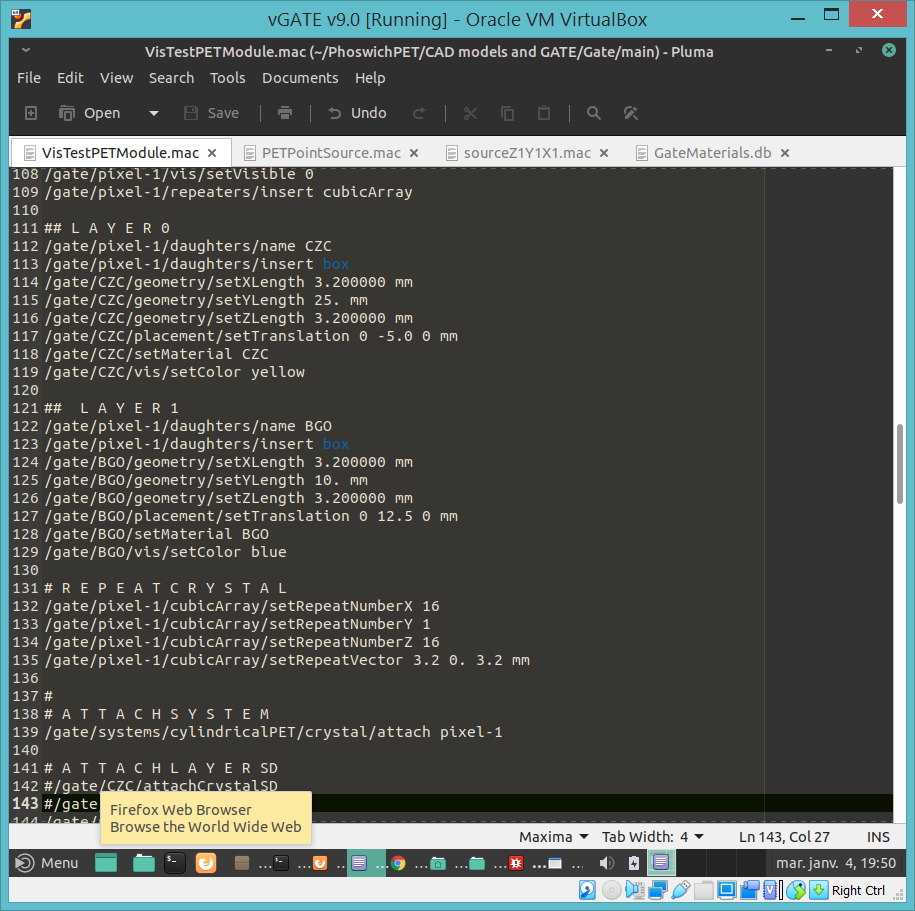 vGATE v9.0 [Running] - Oracle VM VirtualBox
VisTestPETModule.mac (~/PhoswichPET/CAD models and GATE/Gate/main) - Pluma
File Edit View Search Tools Documents Help
Open Save Undo
VisTestPETModule.mac × PETPointSource.mac × sourceZ1Y1X1.mac × GateMaterials.db ×
108 /gate/pixel-1/vis/setVisible 0
109 /gate/pixel-1/repeaters/insert cubicArray
110
111 ## L A Y E R 0
112 /gate/pixel-1/daughters/name CZC
113 /gate/pixel-1/daughters/insert box
114 /gate/CZC/geometry/setXLength 3.200000 mm
115 /gate/CZC/geometry/setYLength 25. mm
116 /gate/CZC/geometry/setZLength 3.200000 mm
117 /gate/CZC/placement/setTranslation 0 -5.0 0 mm
118 /gate/CZC/setMaterial CZC
119 /gate/CZC/vis/setColor yellow
120
121 ##  L A Y E R 1
122 /gate/pixel-1/daughters/name BGO
123 /gate/pixel-1/daughters/insert box
124 /gate/BGO/geometry/setXLength 3.200000 mm
125 /gate/BGO/geometry/setYLength 10. mm
126 /gate/BGO/geometry/setZLength 3.200000 mm
127 /gate/BGO/placement/setTranslation 0 12.5 0 mm
128 /gate/BGO/setMaterial BGO
129 /gate/BGO/vis/setColor blue
130
131 # R E P E A T C R Y S T A L
132 /gate/pixel-1/cubicArray/setRepeatNumberX 16
133 /gate/pixel-1/cubicArray/setRepeatNumberY 1
134 /gate/pixel-1/cubicArray/setRepeatNumberZ 16
135 /gate/pixel-1/cubicArray/setRepeatVector 3.2 0. 3.2 mm
136
137 #
138 # A T T A C H S Y S T E M
139 /gate/systems/cylindricalPET/crystal/attach pixel-1
140
141 # A T T A C H L A Y E R SD
142 #/gate/CZC/attachCrystalSD
143 #/gate
144
Firefox Web Browser
Browse the World Wide Web
Maxima Tab Width: 4 Ln 143, Col 27 INS
Menu mar. janv. 4, 19:50
Right Ctrl